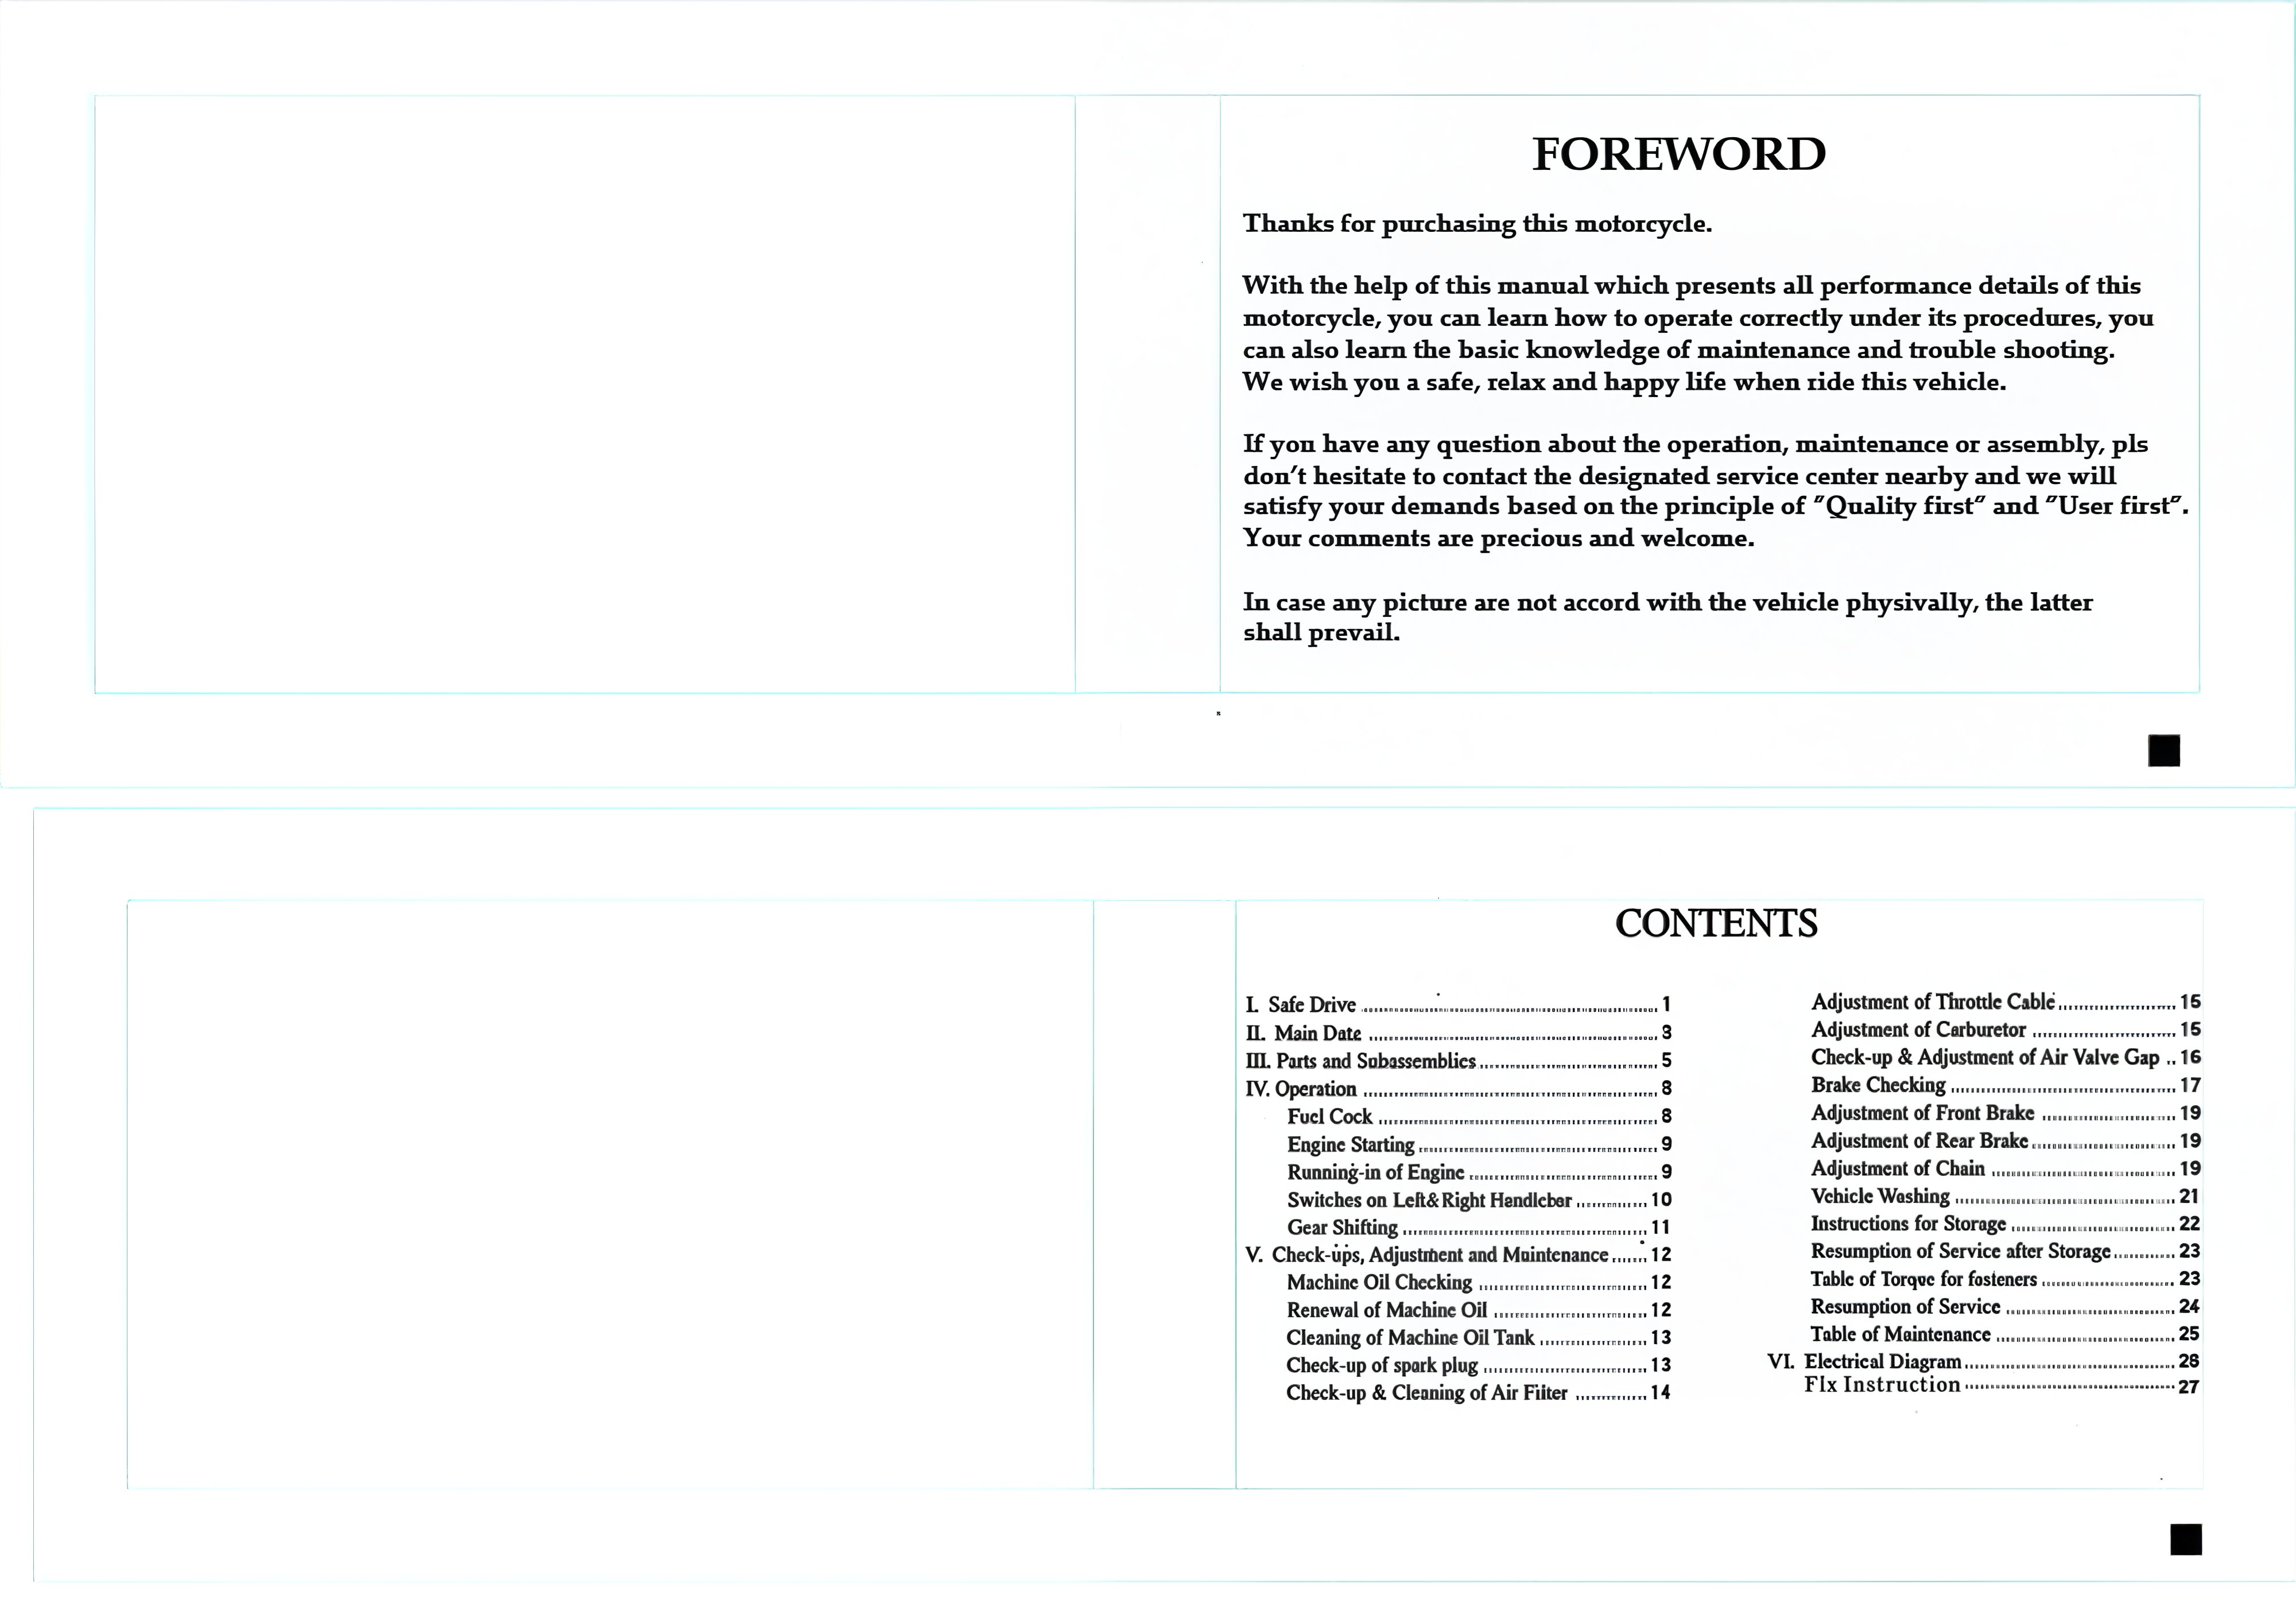 FOREWORD
Thanks for purchasing this motorcycle.
With the help of this manual which presents all performance details of this
motorcycle, you can learn how to operate correctly under its procedures, you
can also learn the basic knowledge of maintenance and trouble shooting.
We wish you a safe, relax and happy life when ride this vehicle.
If you have any question about the operation, maintenance or assembly, pls
don't hesitate to contact the designated service center nearby and we will
satisfy your demands based on the principle of "Quality first" and "User first".
Your comments are precious and welcome.
In case any picture are not accord with the vehicle physivally, the latter
shall prevail.
CONTENTS
I. Safe Drive 1
II. Main Date 3
III. Parts and Subassemblics 5
IV. Operation 8
Fuel Cock 8
Engine Starting 9
Running-in of Engine 9
Switches on Left&Right Handlebar 10
Gear Shifting 11
V. Check-ups, Adjustment and Maintenance 12
Machine Oil Checking 12
Renewal of Machine Oil 12
Cleaning of Machine Oil Tank 13
Check-up of spark plug 13
Check-up & Cleaning of Air Filter 14
Adjustment of Throttle Cable 15
Adjustment of Carburetor 15
Check-up & Adjustment of Air Valve Gap 16
Brake Checking 17
Adjustment of Front Brake 19
Adjustment of Rear Brake 19
Adjustment of Chain 19
Vehicle Washing 21
Instructions for Storage 22
Resumption of Service after Storage 23
Table of Torque for fasteners 23
Resumption of Service 24
Table of Maintenance 25
VI. Electrical Diagram 26
FIx Instruction 27